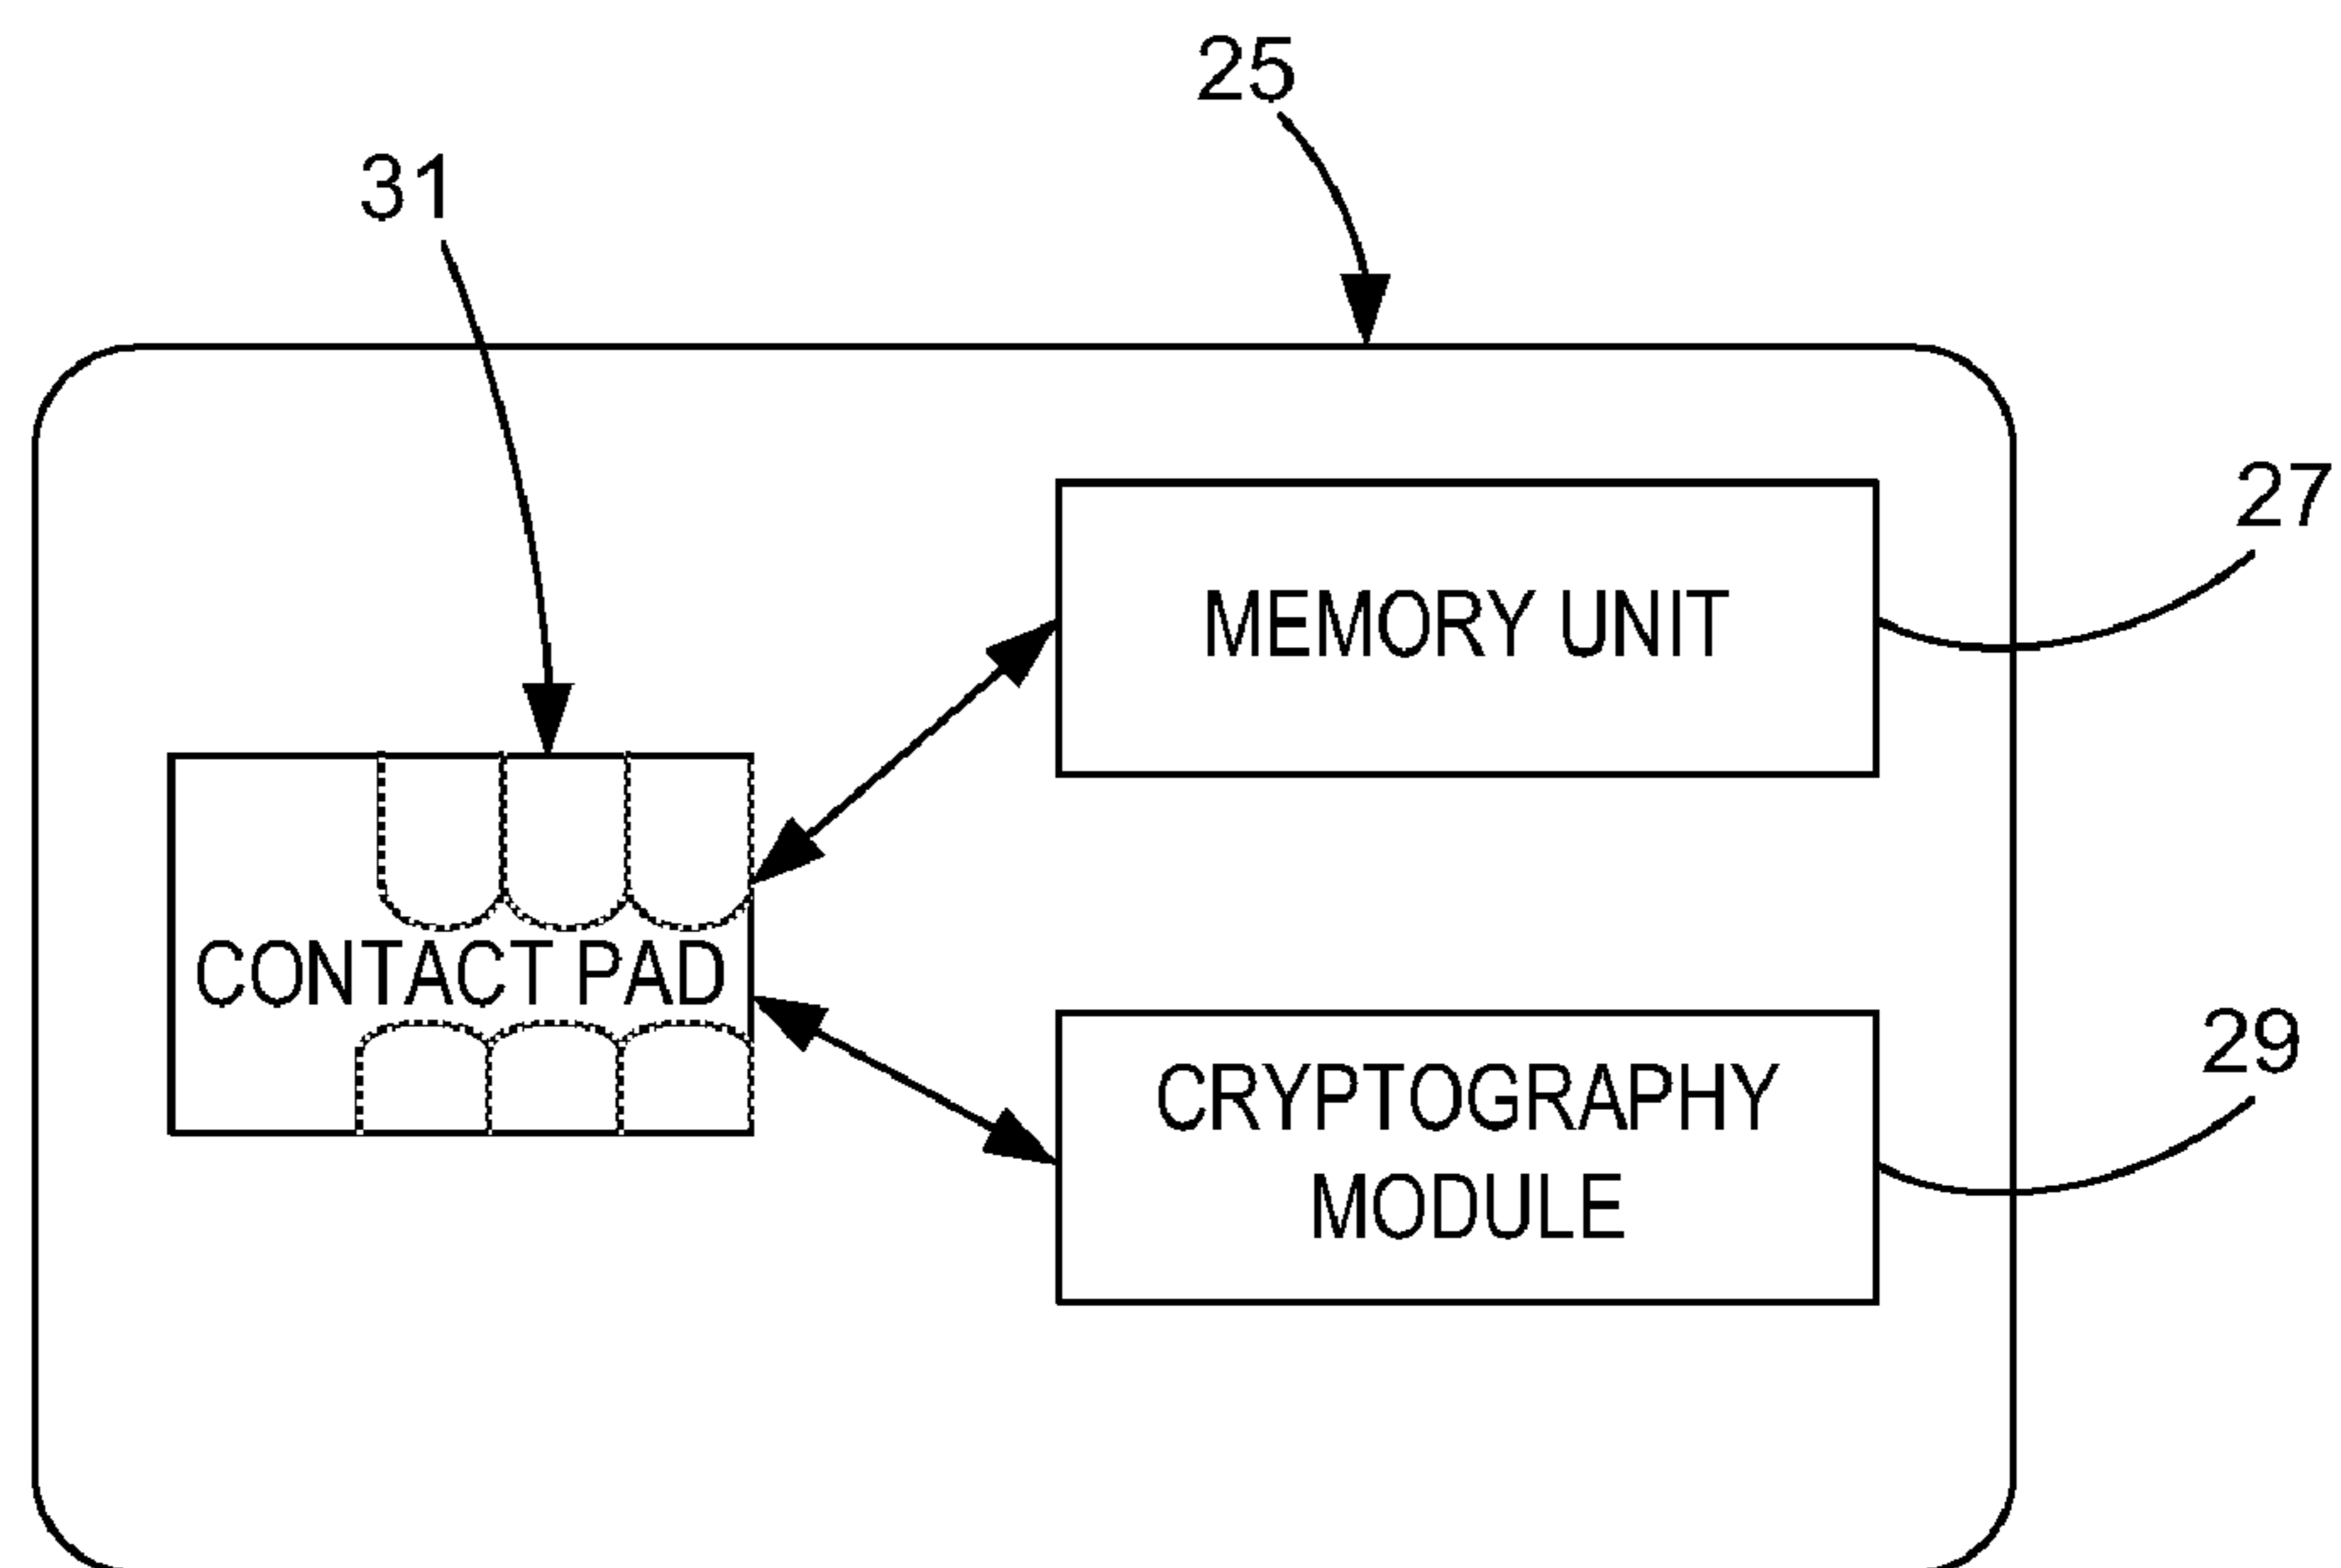 25
31
27
MEMORY UNIT
CONTACT PAD
29
CRYPTOGRAPHY
MODULE